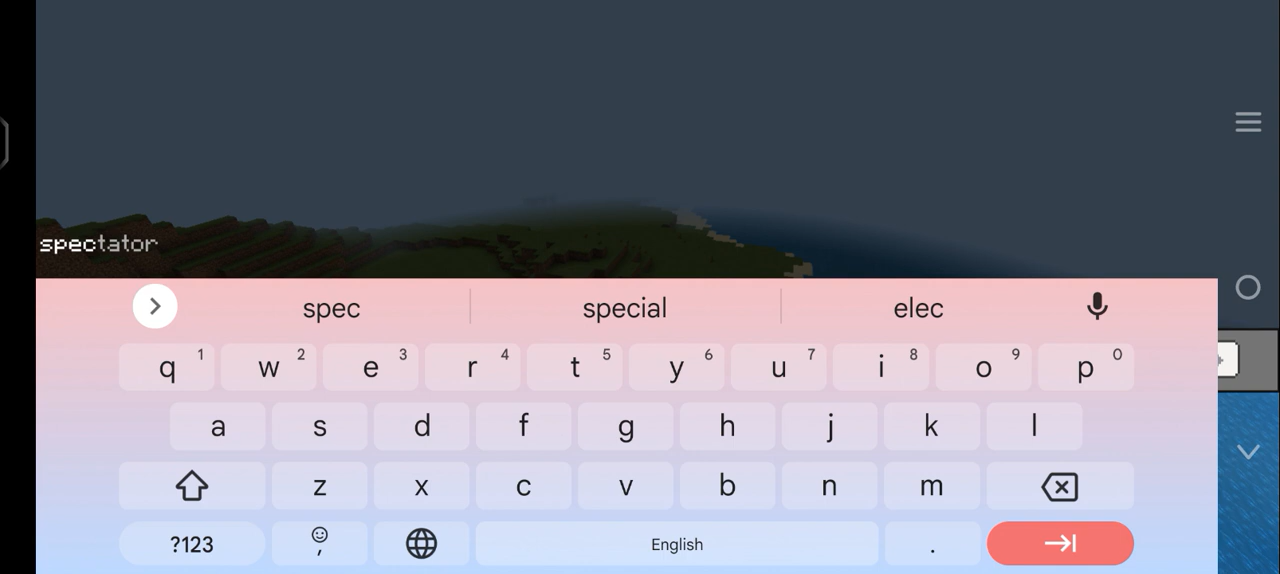 spectator
spec special elec
q 1 w 2 e 3 r 4 t 5 y 6 u 7 i 8 o 9 p 0
a s d f g h j k l
z x c v b n m
?123 , English .